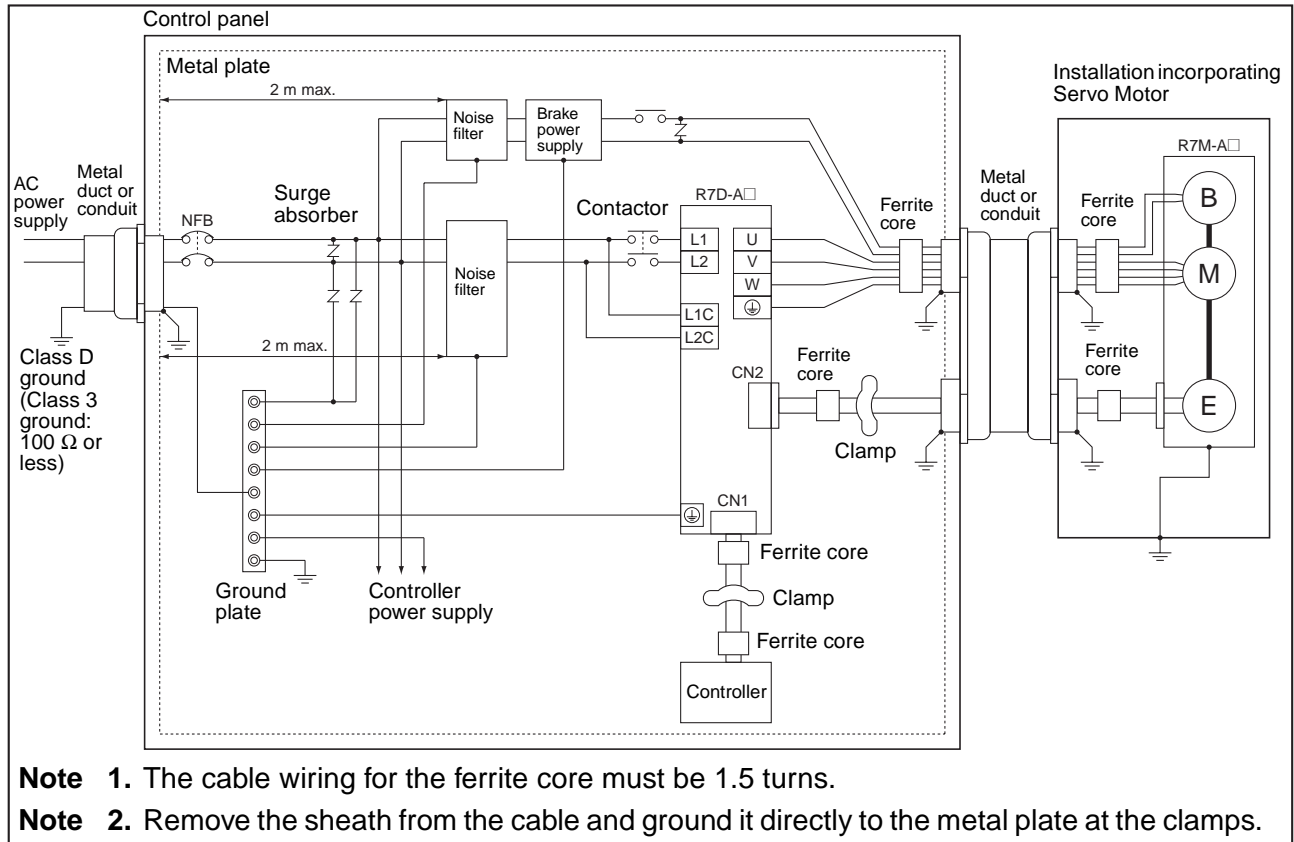 Control panel
Metal plate
2 m max.
Noise
filter
Brake
power
supply
Installation incorporating
Servo Motor
R7M-A□
AC
power
supply
Metal
duct or
conduit
NFB
Surge
absorber
Contactor
R7D-A□
Ferrite
core
Metal
duct or
conduit
Ferrite
core
B
L1
U
L2
V
W
M
Noise
filter
L1C
L2C
2 m max.
Class D
ground
(Class 3
ground:
100 Ω or
less)
CN2
Ferrite
core
Ferrite
core
E
Clamp
CN1
Ferrite core
Ground
plate
Controller
power supply
Clamp
Ferrite core
Controller
Note 1. The cable wiring for the ferrite core must be 1.5 turns.
Note 2. Remove the sheath from the cable and ground it directly to the metal plate at the clamps.